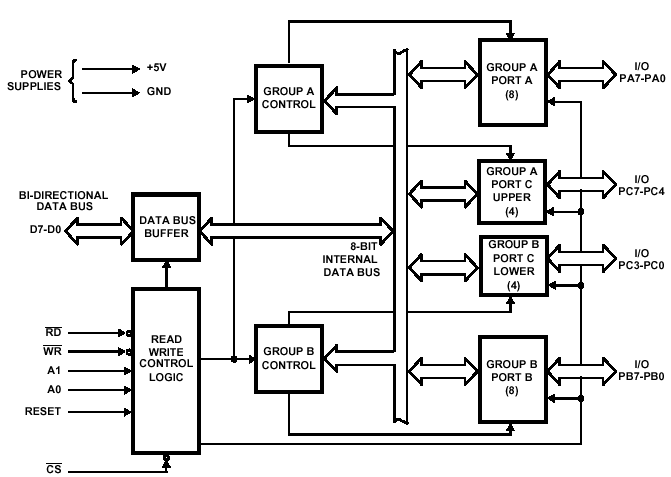 POWER
SUPPLIES
+5V
GND
GROUP A
CONTROL
GROUP A
PORT A
(8)
I/O
PA7-PA0
GROUP A
PORT C
UPPER
(4)
I/O
PC7-PC4
BI-DIRECTIONAL
DATA BUS
D7-D0
DATA BUS
BUFFER
8-BIT
INTERNAL
DATA BUS
GROUP B
PORT C
LOWER
(4)
I/O
PC3-PC0
RD
WR
A1
A0
RESET
CS
READ
WRITE
CONTROL
LOGIC
GROUP B
CONTROL
GROUP B
PORT B
(8)
I/O
PB7-PB0